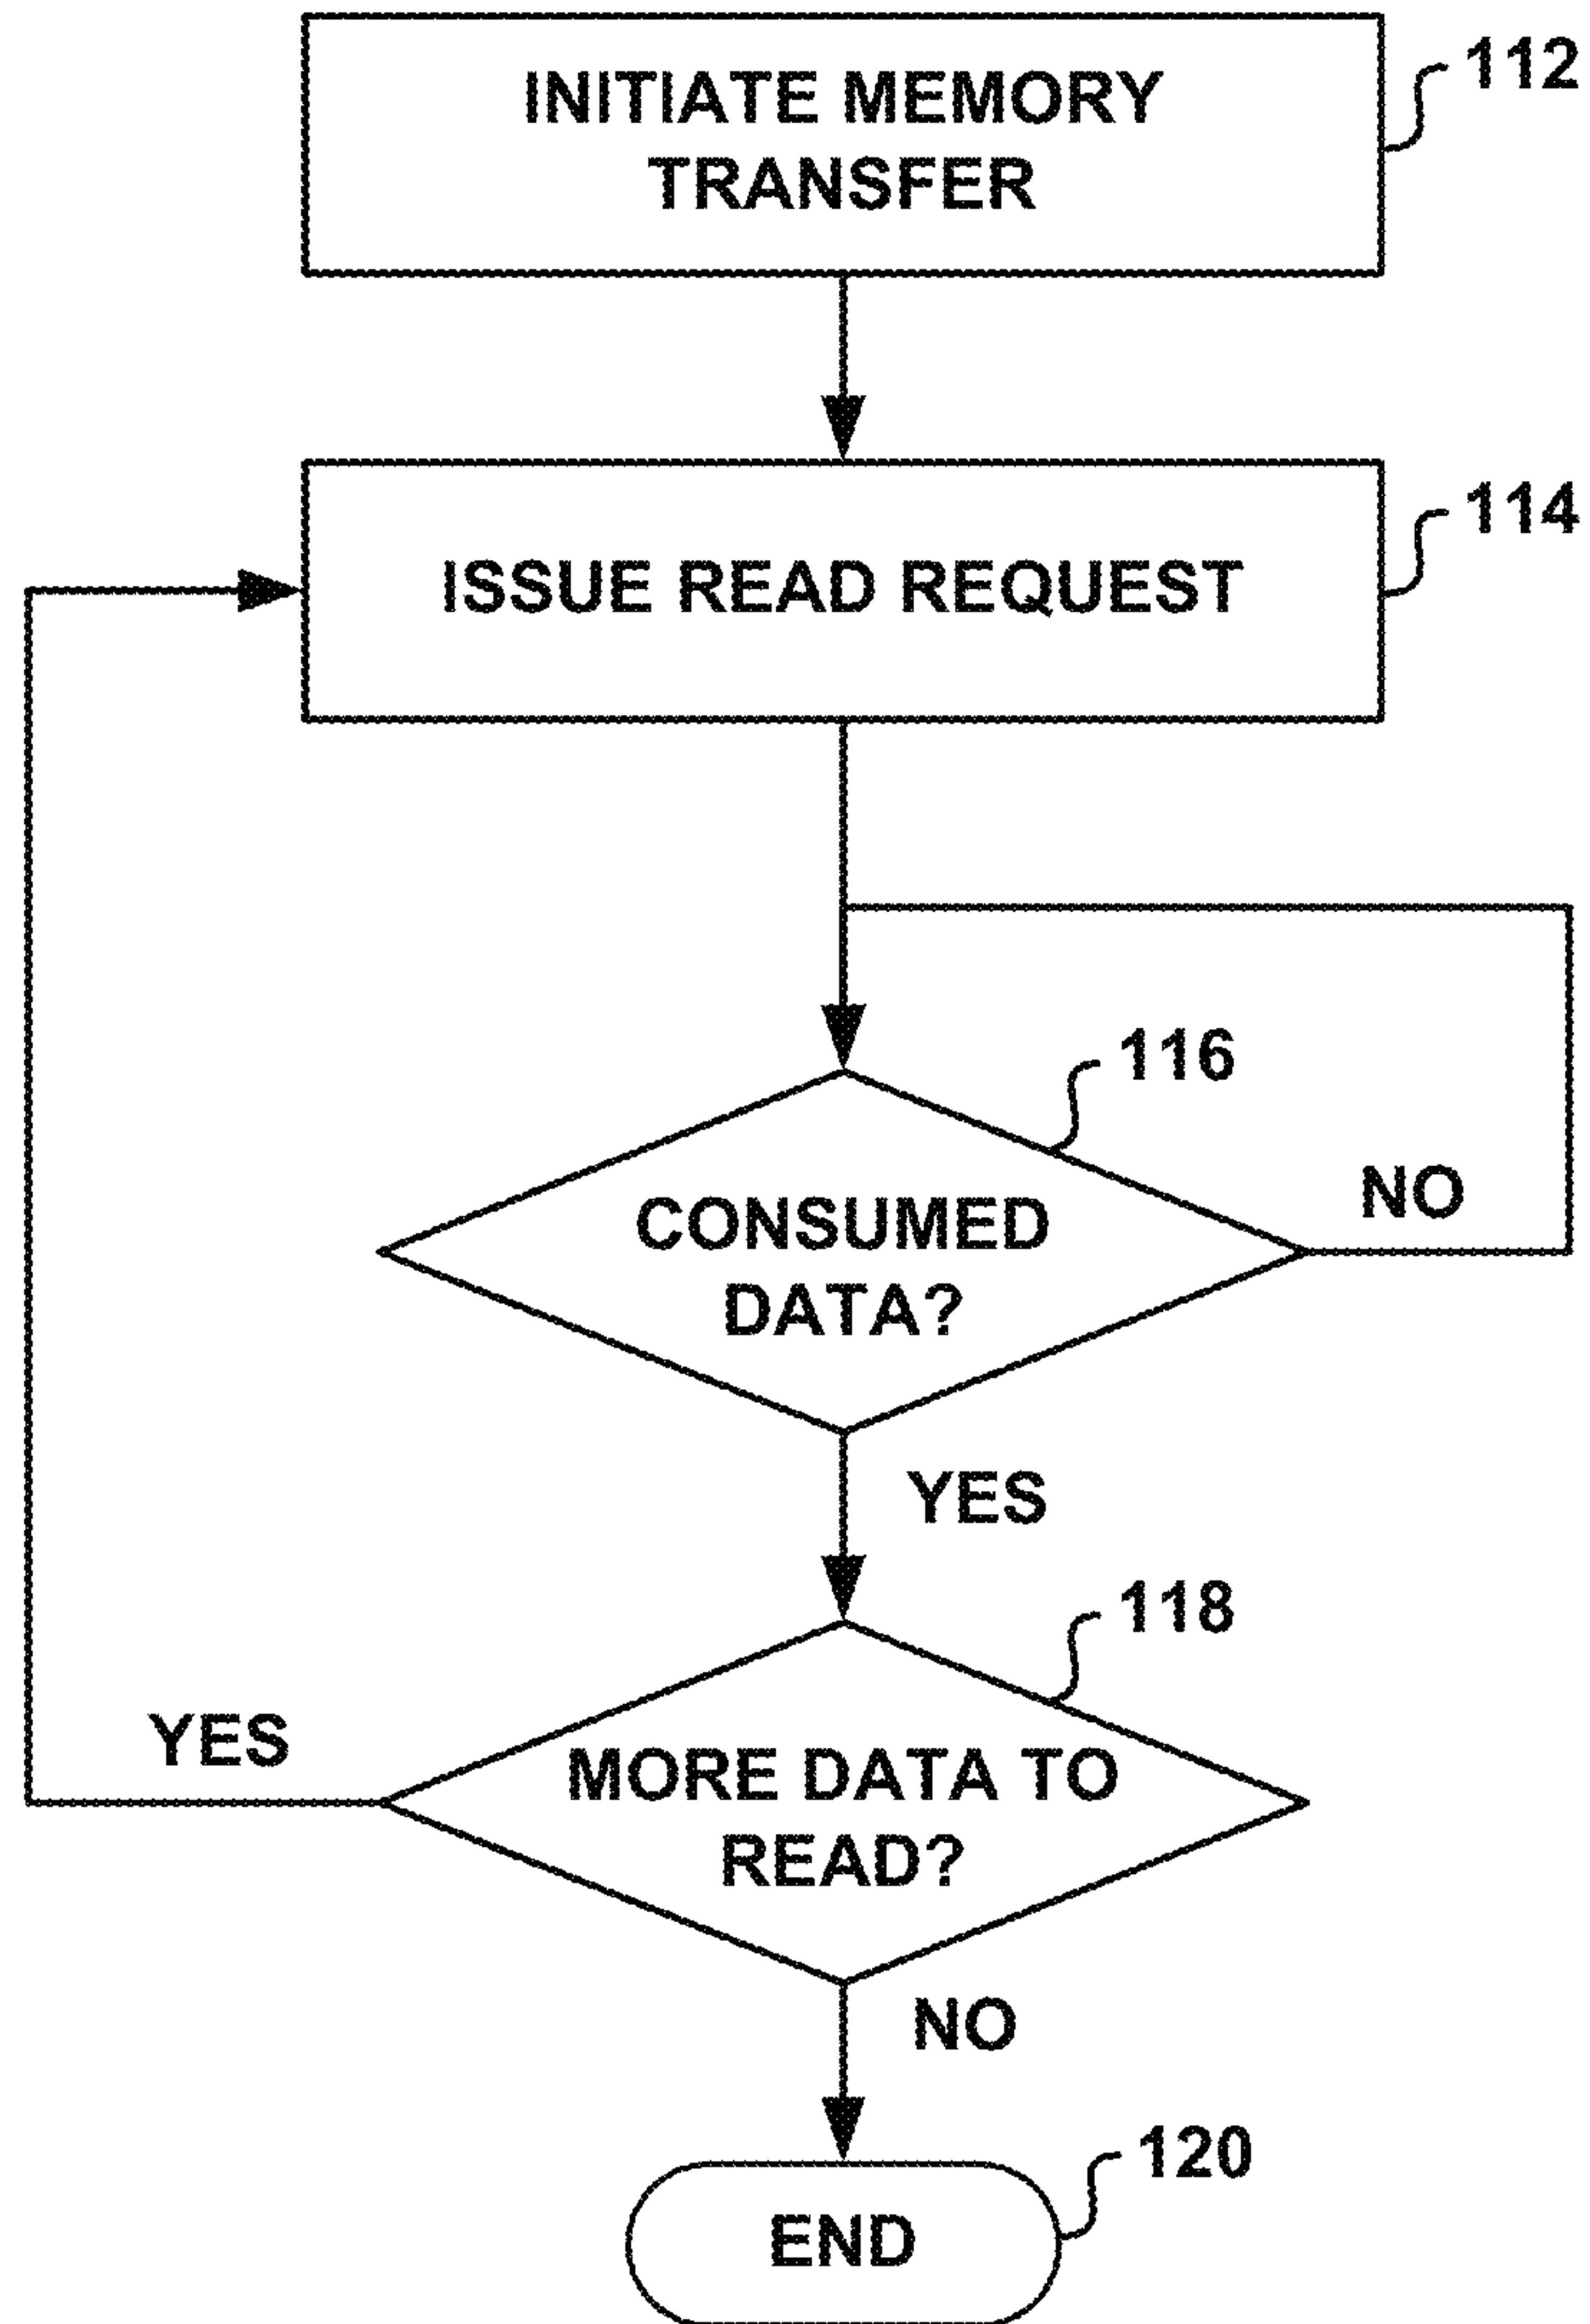 INITIATE MEMORY
TRANSFER
112
ISSUE READ REQUEST
114
116
CONSUMED
DATA?
NO
YES
118
MORE DATA TO
READ?
YES
NO
120
END